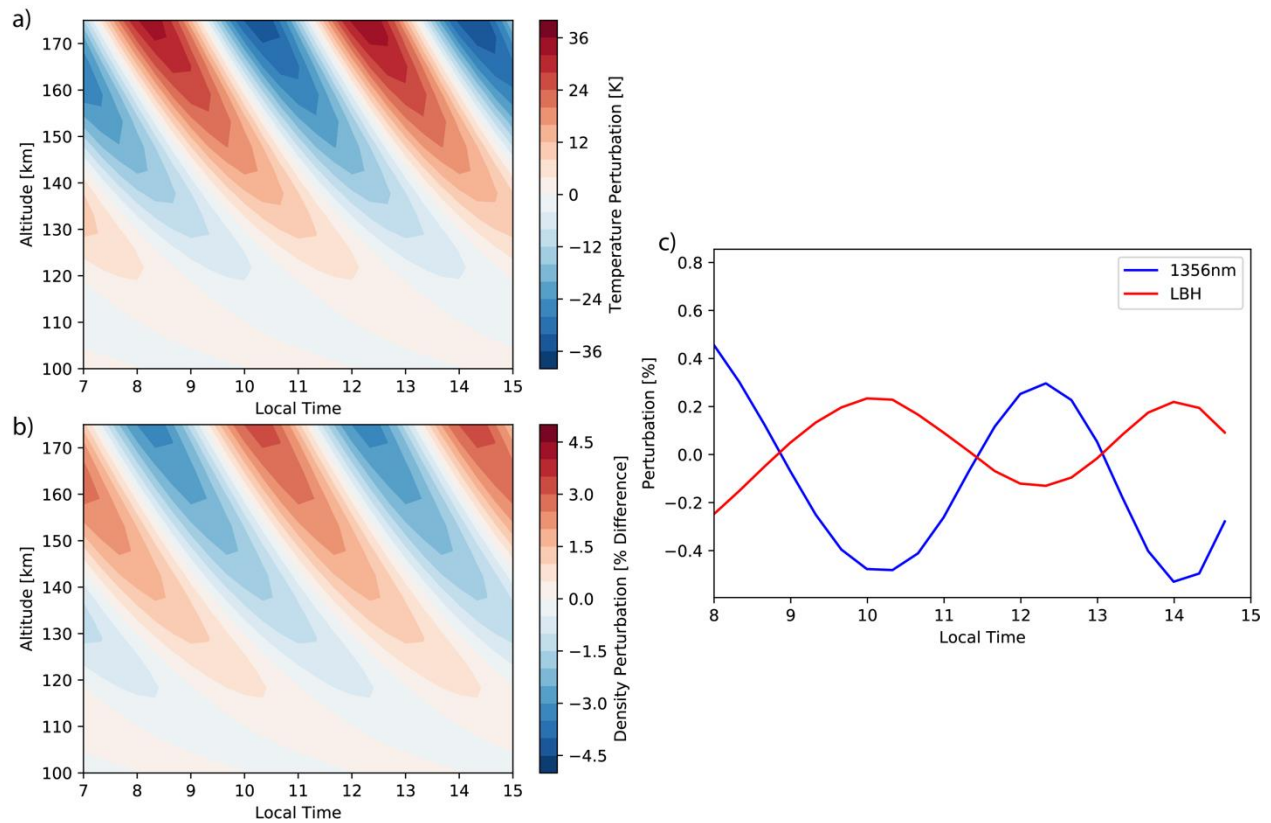 a)
170
160
150
140
130
120
110
100
Altitude [km]
7 8 9 10 11 12 13 14 15
Local Time
36
24
12
0
−12
−24
−36
Temperature Perturbation [K]
b)
170
160
150
140
130
120
110
100
Altitude [km]
7 8 9 10 11 12 13 14 15
Local Time
4.5
3.0
1.5
0.0
−1.5
−3.0
−4.5
Density Perturbation [% Difference]
c)
0.8
0.6
0.4
0.2
0.0
−0.2
−0.4
Perturbation [%]
1356nm
LBH
8 9 10 11 12 13 14 15
Local Time